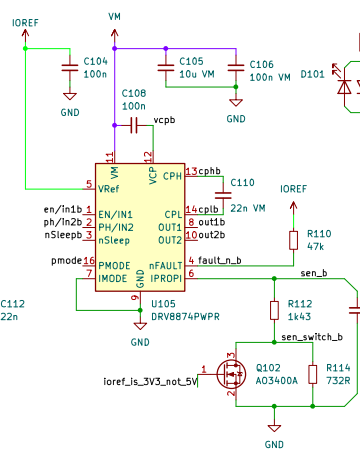 IOREF
VM
C104
100n
GND
C105
10u VM
C106
100n VM
GND
D101
C108
100n
vcpb
11
12
VM
VCP
CPH
13
cphb
5
VRef
C110
22n VM
IOREF
en/in1b
1
EN/IN1
CPL
14
cplb
ph/in2b
2
PH/IN2
OUT1
8
out1b
nSleepb
3
nSleep
OUT2
10
out2b
R110
47k
pmode
16
PMODE
nFAULT
4
fault_n_b
7
IMODE
GND
IPROPI
6
sen_b
9
C112
22n
U105
DRV8874PWPR
GND
R112
1k43
sen_switch_b
3
1
2
Q102
AO3400A
R114
732R
ioref_is_3V3_not_5V
GND